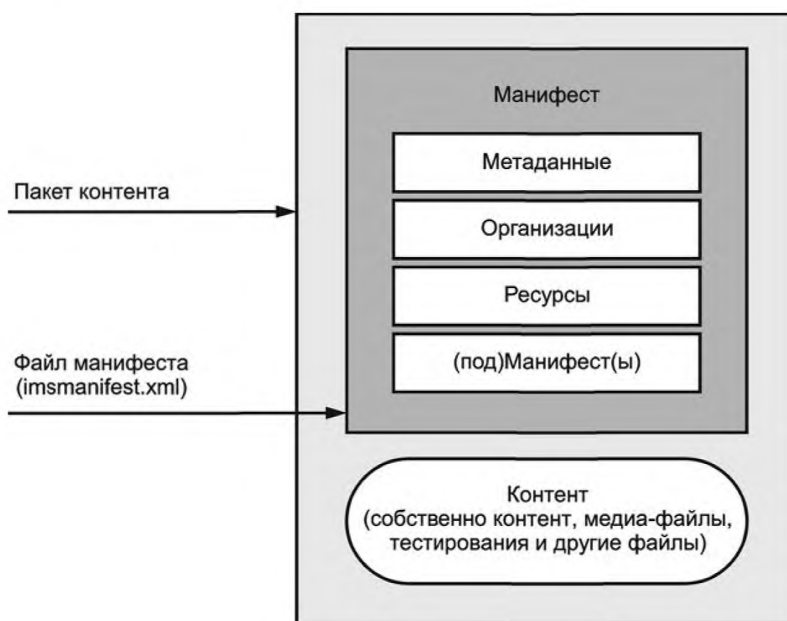 Манифест
Метаданные
Пакет контента
Организации
Ресурсы
Файл манифеста
(imsmanifest.xml)
(под)Манифест(ы)
Контент
(собственно контент, медиа-файлы,
тестирования и другие файлы)